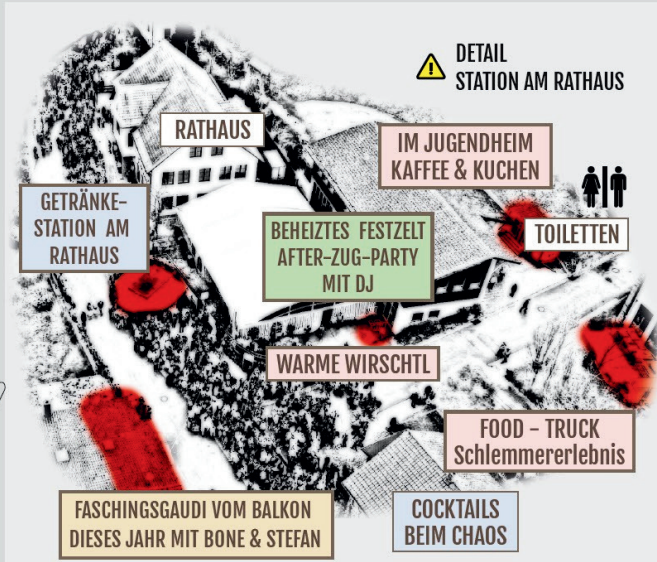 DETAIL
STATION AM RATHAUS
RATHAUS
IM JUGENDHEIM
KAFFEE & KUCHEN
GETRÄNKE-
STATION AM
RATHAUS
BEHEIZTES FESTZELT
AFTER-ZUG-PARTY
MIT DJ
TOILETTEN
WARME WIRSCHTL
FOOD - TRUCK
Schlemmererlebnis
FASCHINGSGAUDI VOM BALKON
DIESES JAHR MIT BONE & STEFAN
COCKTAILS
BEIM CHAOS